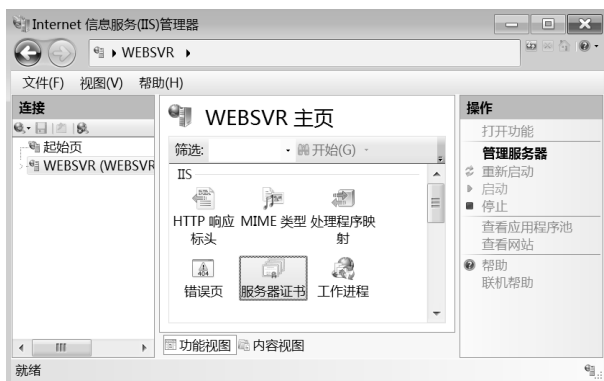 Internet 信息服务(IIS)管理器
WEBSVR
文件(F) 视图(V) 帮助(H)
连接
起始页
WEBSVR (WEBSVR
WEBSVR 主页
筛选: 开始(G)
IIS
HTTP 响应标头
MIME 类型
处理程序映射
错误页
服务器证书
工作进程
功能视图 内容视图
操作
打开功能
管理服务器
重新启动
启动
停止
查看应用程序池
查看网站
帮助
联机帮助
就绪